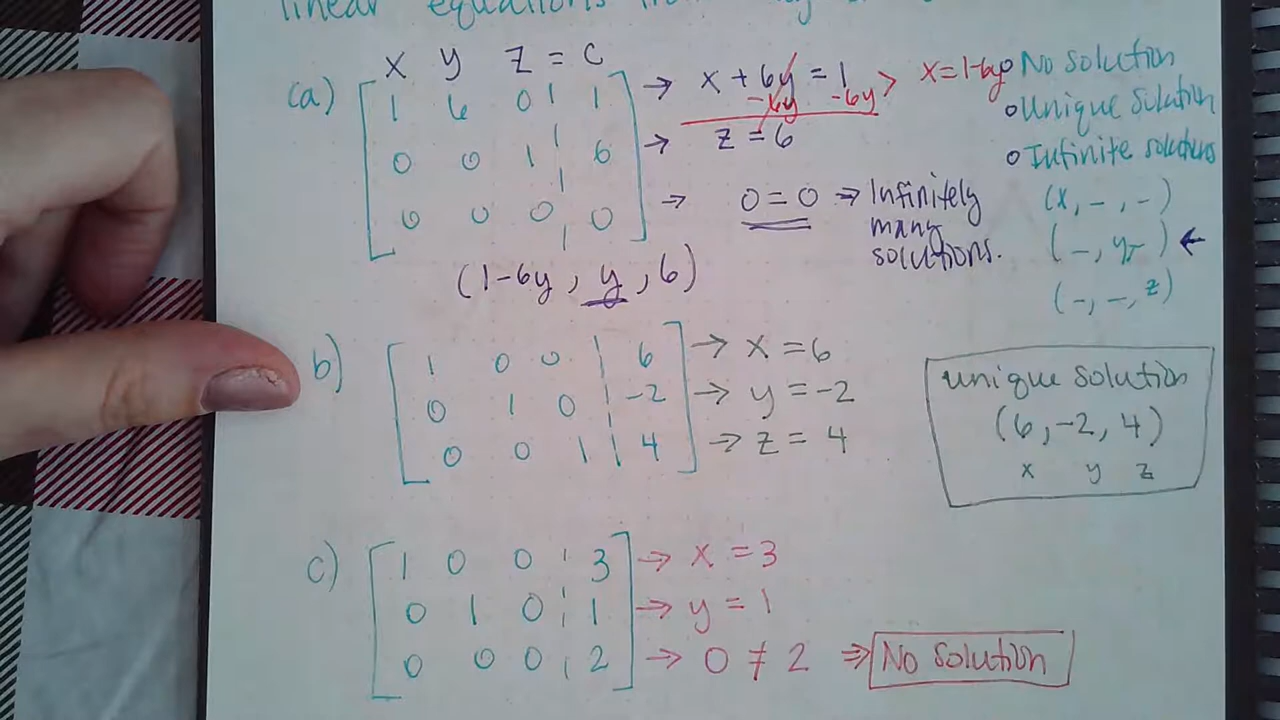 linear equations
x y z = c
(a) [ 1 6 0 | 1 ] → x + 6y = 1 > x = 1-6y
-6y -6y
[ 0 0 1 | 6 ] → z = 6
[ 0 0 0 | 0 ] → 0 = 0 → Infinitely many solutions.
(1-6y, y, 6)
o No solution
o Unique Solution
o Infinite solutions
(x, -, -)
(-, y, ) ←
(-, -, z)
b) [ 1 0 0 | 6 ] → x = 6
[ 0 1 0 | -2 ] → y = -2
[ 0 0 1 | 4 ] → z = 4
unique solution
(6, -2, 4)
x y z
c) [ 1 0 0 | 3 ] → x = 3
[ 0 1 0 | 1 ] → y = 1
[ 0 0 0 | 2 ] → 0 ≠ 2 ⇒ No Solution